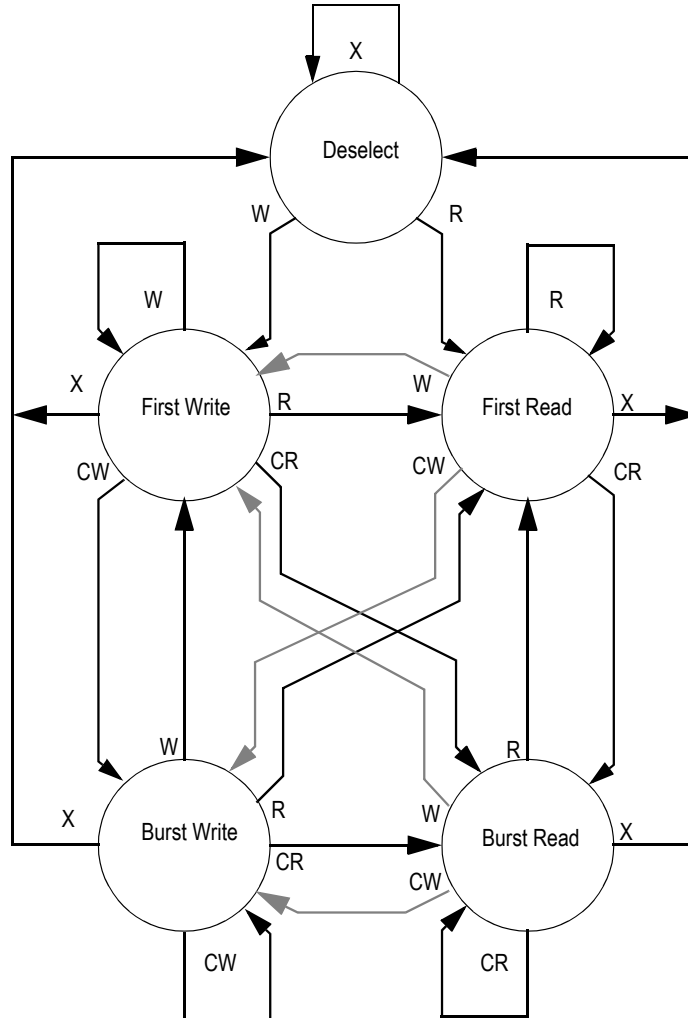 X
Deselect
W
R
W
R
X
First Write
R
W
First Read
X
CW
CR
CW
CR
W
R
X
Burst Write
R
W
Burst Read
X
CR
CW
CW
CR